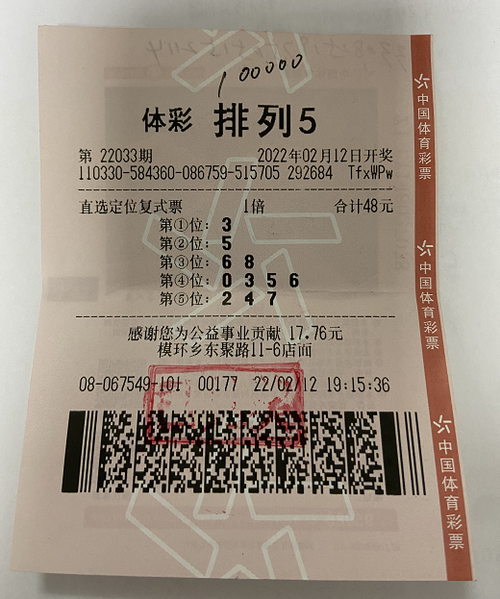 100000
体彩 排列5
第 22033期 2022年02月12日开奖
110330-584360-086759-515705 292684 TfxWPw
直选定位复式票 1倍 合计48元
第①位: 3
第②位: 5
第③位: 6 8
第④位: 0 3 5 6
第⑤位: 2 4 7
感谢您为公益事业贡献 17.76元
模环乡东聚路11-6店面
08-067549-101 00177 22/02/12 19:15:36
中国体育彩票
中国体育彩票
中国体育彩票